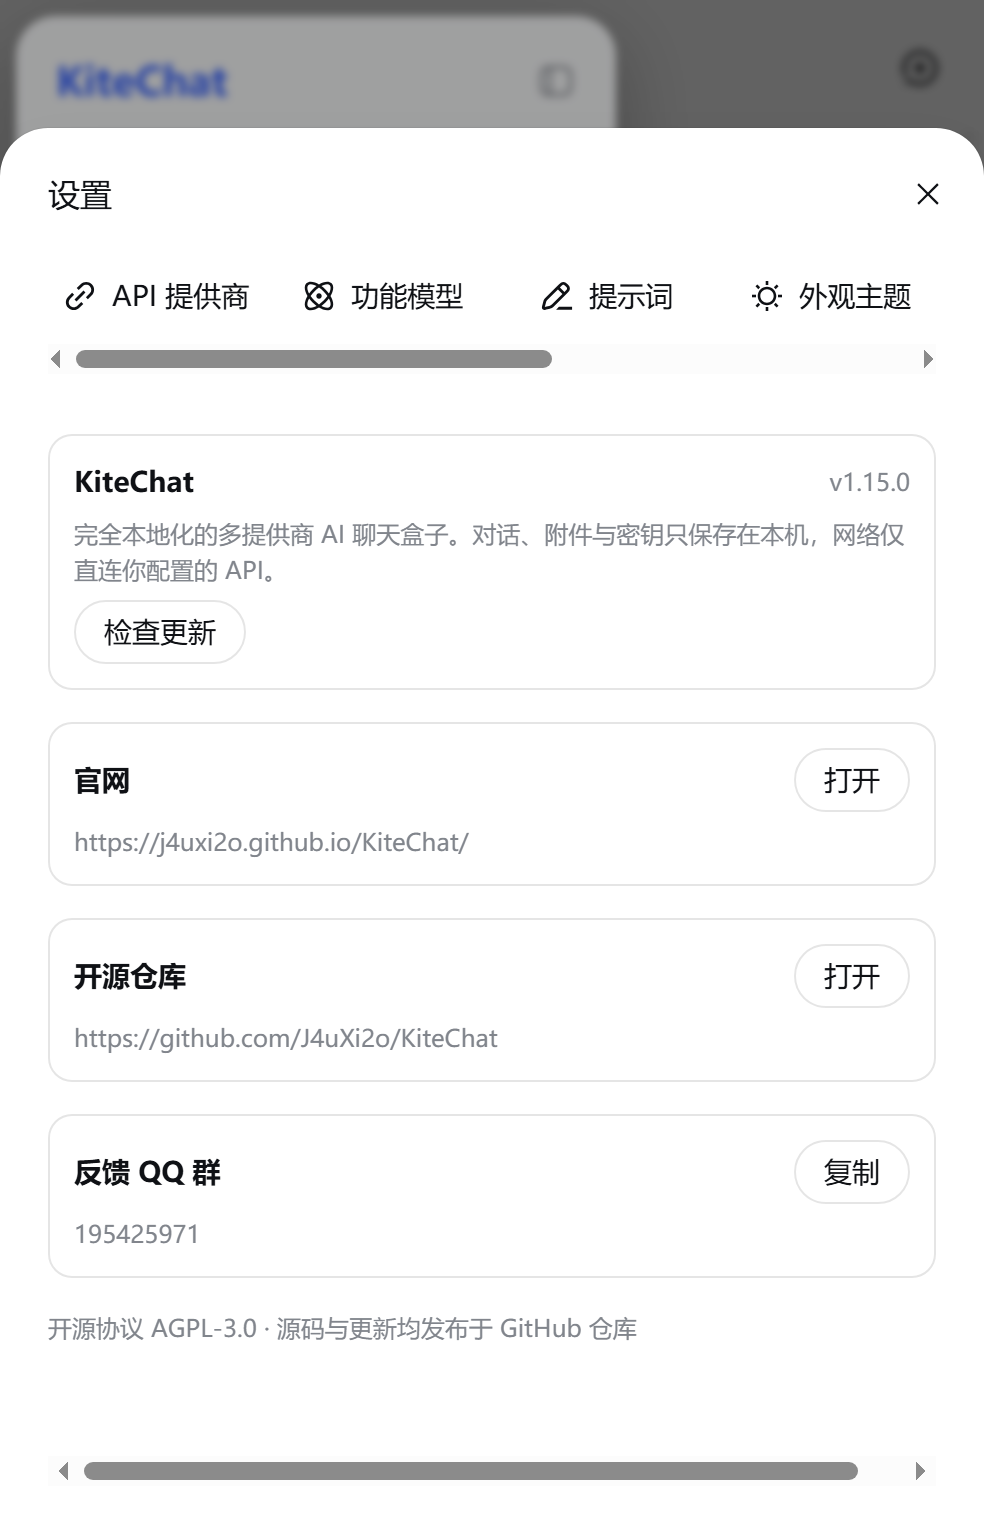 KiteChat
设置
API 提供商 功能模型 提示词 外观主题
KiteChat v1.15.0
完全本地化的多提供商 AI 聊天盒子。对话、附件与密钥只保存在本机，网络仅
直连你配置的 API。
检查更新
官网 打开
https://j4uxi2o.github.io/KiteChat/
开源仓库 打开
https://github.com/J4uXi2o/KiteChat
反馈 QQ 群 复制
195425971
开源协议 AGPL-3.0 · 源码与更新均发布于 GitHub 仓库